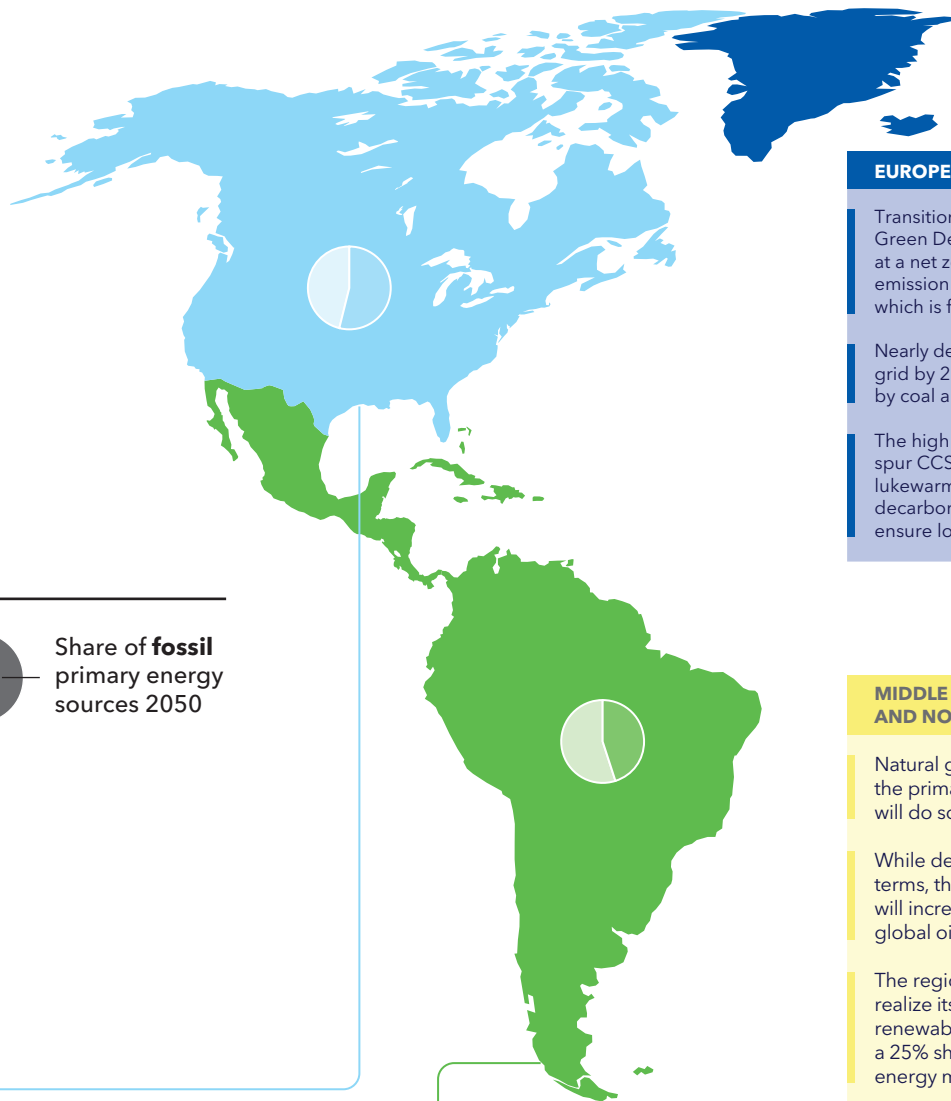 EUROPE
Transition
Green De
at a net z
emission
which is f
Nearly de
grid by 2
by coal a
The high
spur CCS
lukewarm
decarbor
ensure lo
Share of fossil
primary energy
sources 2050
MIDDLE
AND NO
Natural g
the prima
will do so
While de
terms, th
will incre
global oi
The regio
realize its
renewab
a 25% sh
energy m